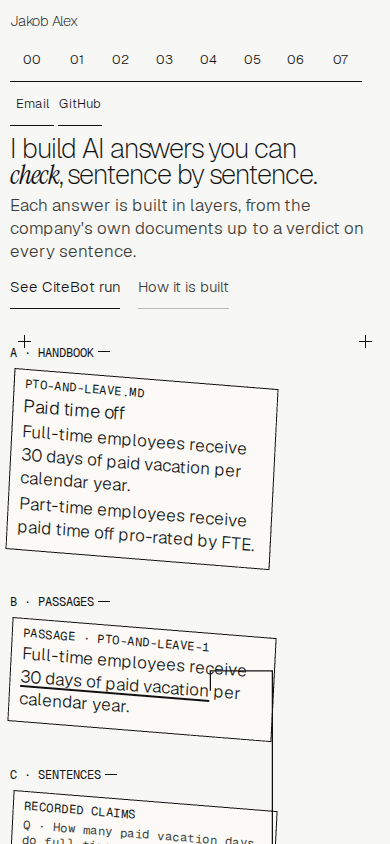 Jakob Alex
00 01 02 03 04 05 06 07
Email GitHub
I build AI answers you can
check, sentence by sentence.
Each answer is built in layers, from the
company's own documents up to a verdict on
every sentence.
See CiteBot run How it is built
A · HANDBOOK
PTO-AND-LEAVE.MD
Paid time off
Full-time employees receive
30 days of paid vacation per
calendar year.
Part-time employees receive
paid time off pro-rated by FTE.
B · PASSAGES
PASSAGE · PTO-AND-LEAVE-1
Full-time employees receive
30 days of paid vacation per
calendar year.
C · SENTENCES
RECORDED CLAIMS
Q · How many paid vacation days
do full-